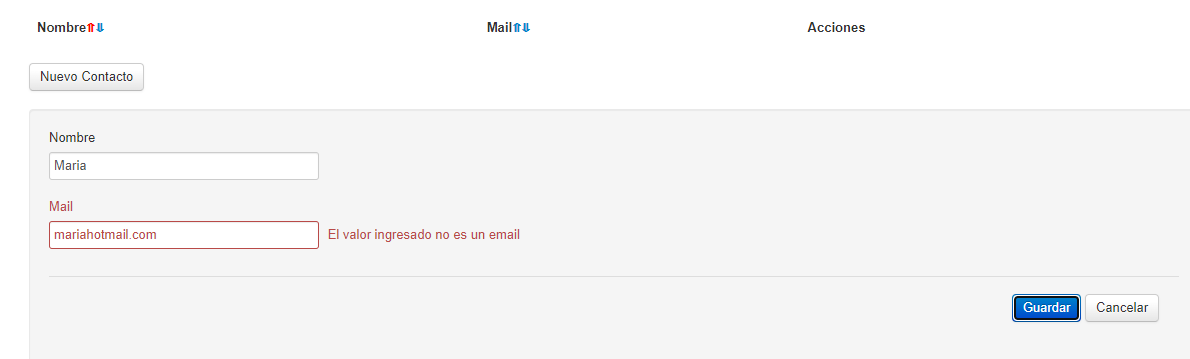 Nombre⇑⇓ Mail⇑⇓ Acciones
Nuevo Contacto
Nombre
Maria
Mail
mariahotmail.com El valor ingresado no es un email
Guardar Cancelar